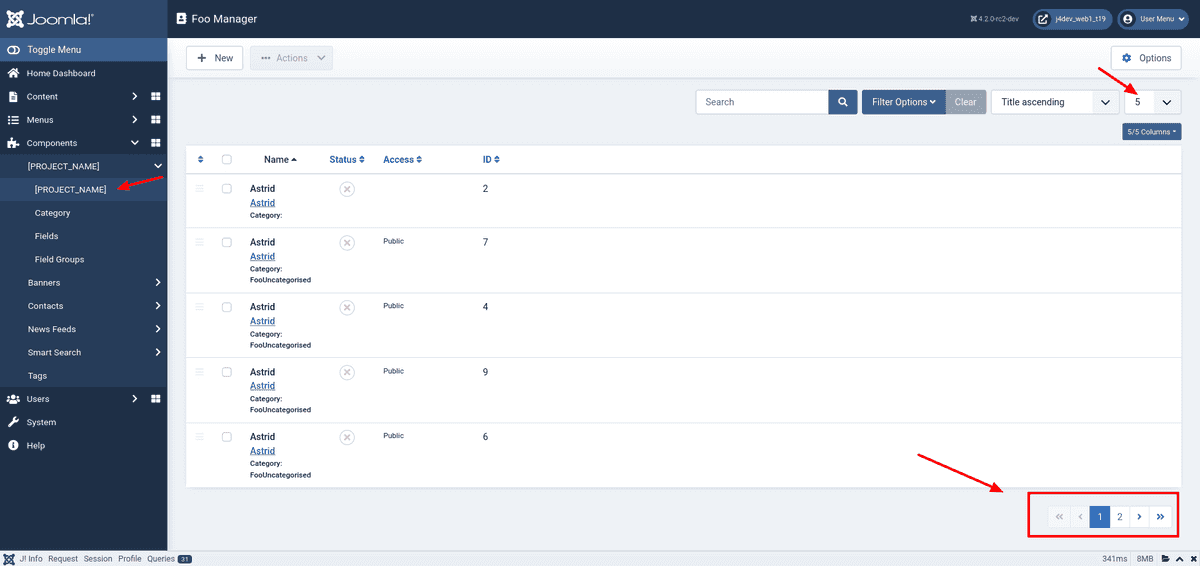 Joomla!®
Foo Manager
4.2.0-rc2-dev
j4dev_web1_t19
User Menu
Toggle Menu
Home Dashboard
Content
Menus
Components
[PROJECT_NAME]
[PROJECT_NAME]
Category
Fields
Field Groups
Banners
Contacts
News Feeds
Smart Search
Tags
Users
System
Help
New
Actions
Options
Search
Filter Options
Clear
Title ascending
5
5/5 Columns
Name Status Access ID
Astrid 2
Astrid
Category:
Astrid Public 7
Astrid
Category:
FooUncategorised
Astrid Public 4
Astrid
Category:
FooUncategorised
Astrid Public 9
Astrid
Category:
FooUncategorised
Astrid Public 6
Astrid
Category:
FooUncategorised
1 2
J! Info Request Session Profile Queries 31
341ms 8MB